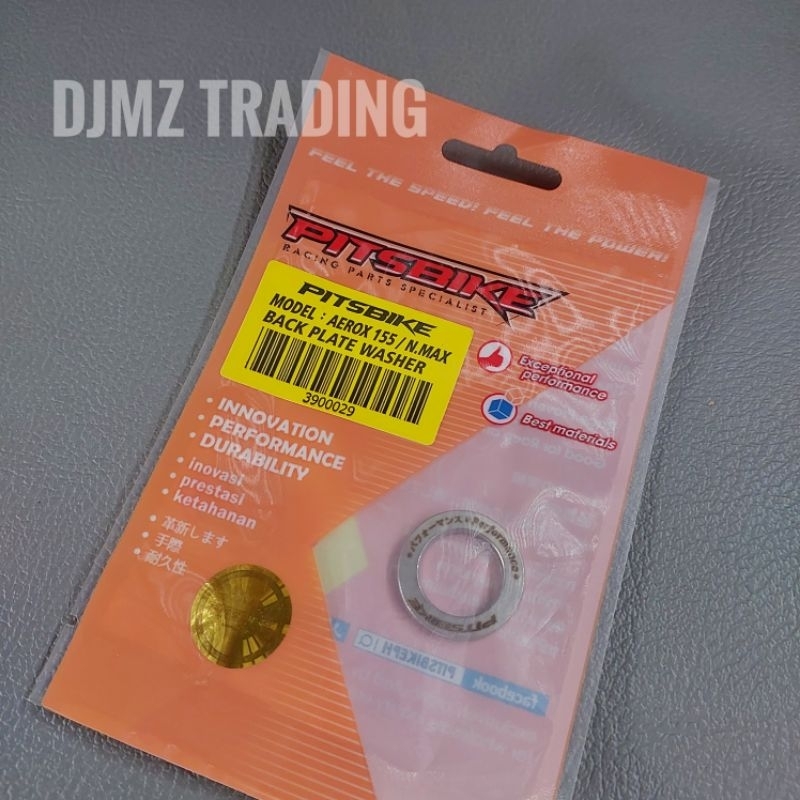 DJMZ TRADING
FEEL THE SPEED! FEEL THE POWER!
PITSBIKE
RACING PARTS SPECIALIST
PITSBIKE
MODEL : AEROX 155 / N.MAX
BACK PLATE WASHER
3900029
Exceptional
performance
Best materials
• INNOVATION
• PERFORMANCE
• DURABILITY
• inovasi
• prestasi
• ketahanan
• 革新します
• 手際
• 耐久性
•パフォーマンス•Performance•
PITSBIKE
PITSBIKEPH
facebook